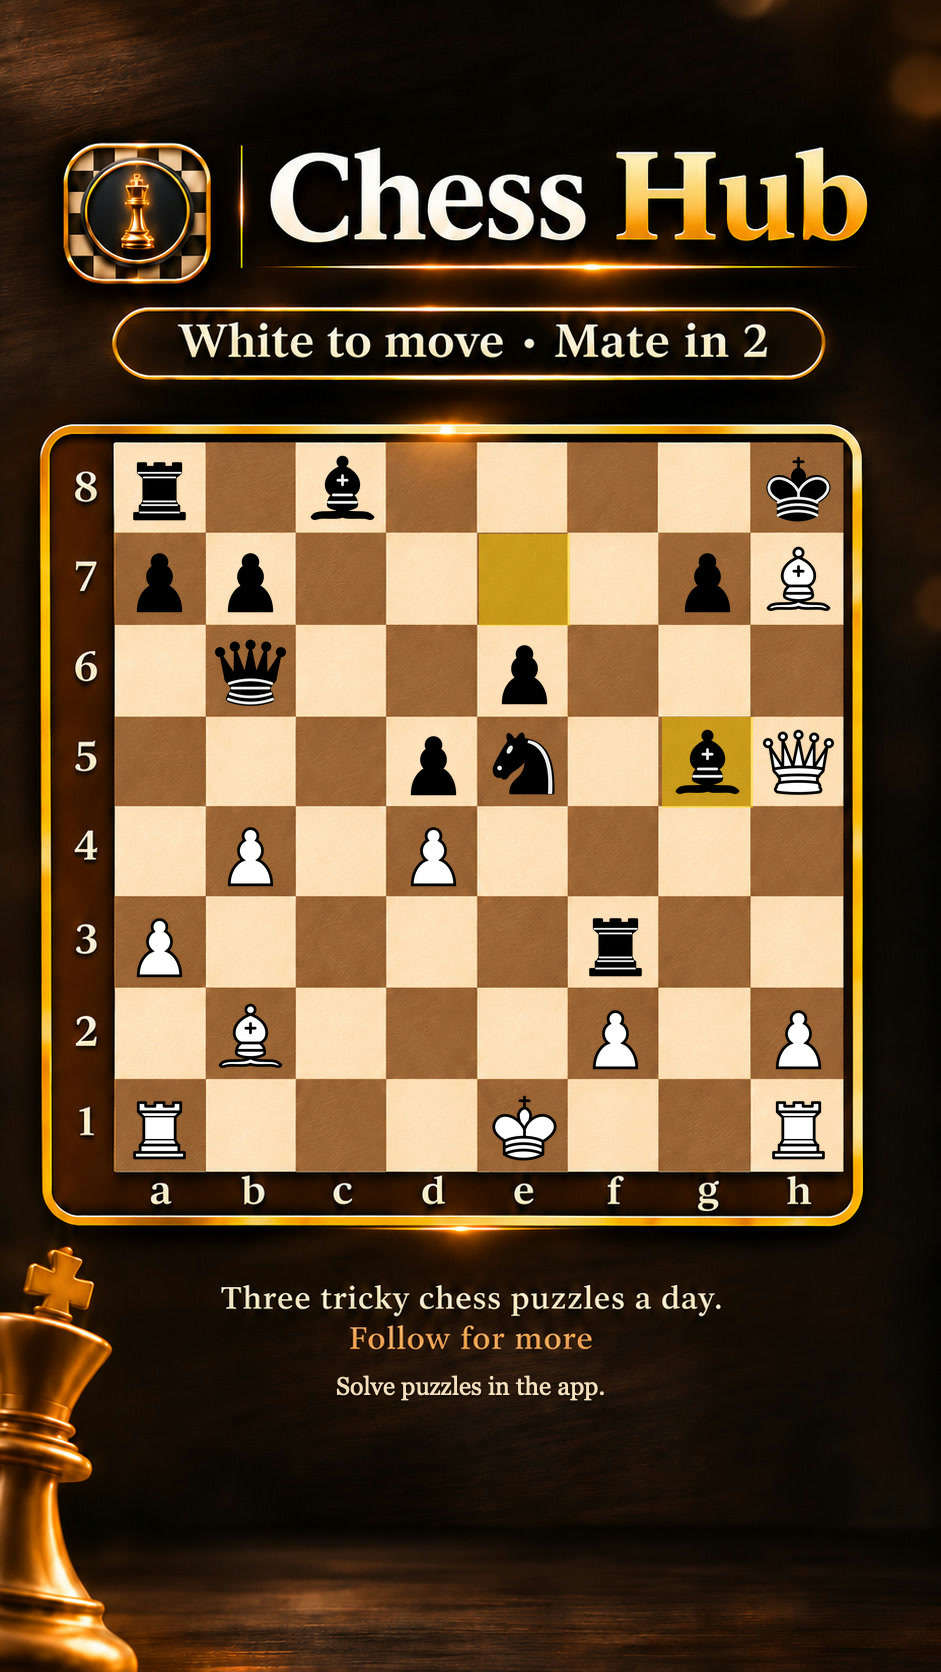 Chess Hub
White to move • Mate in 2
8
7
6
5
4
3
2
1
a b c d e f g h
Three tricky chess puzzles a day.
Follow for more
Solve puzzles in the app.